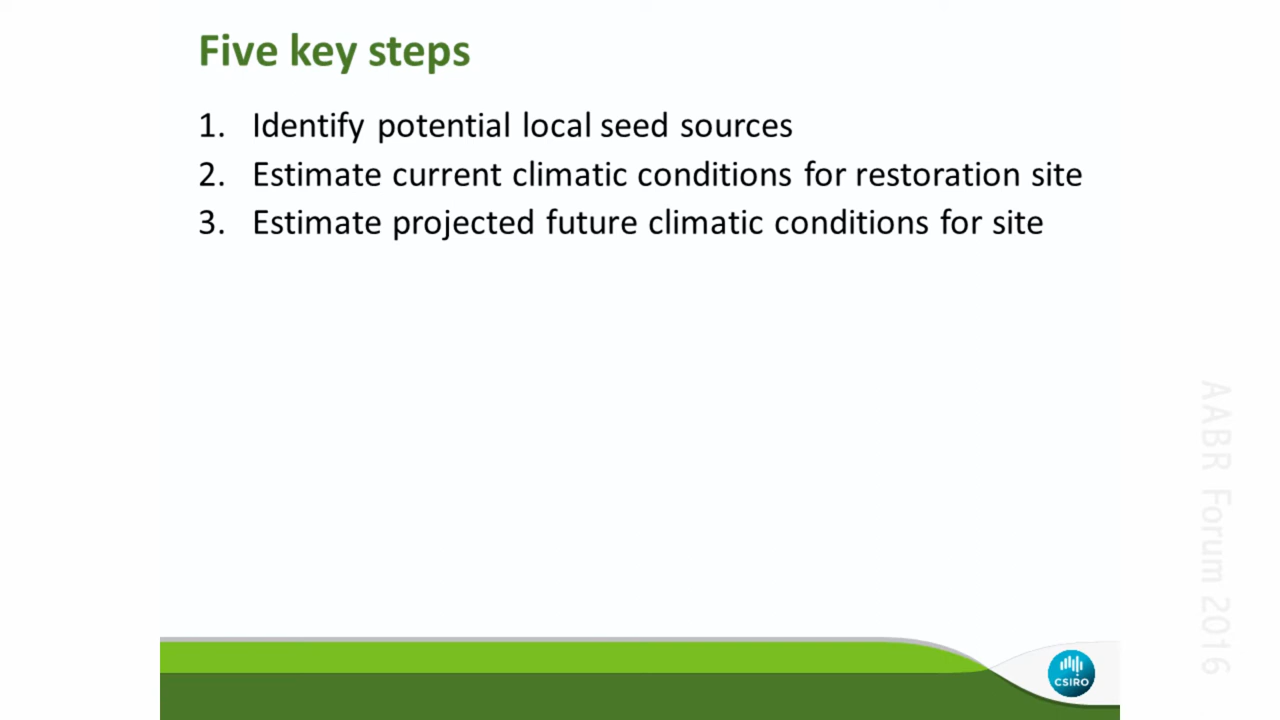 Five key steps
1. Identify potential local seed sources
2. Estimate current climatic conditions for restoration site
3. Estimate projected future climatic conditions for site
AABR Forum 2016
CSIRO